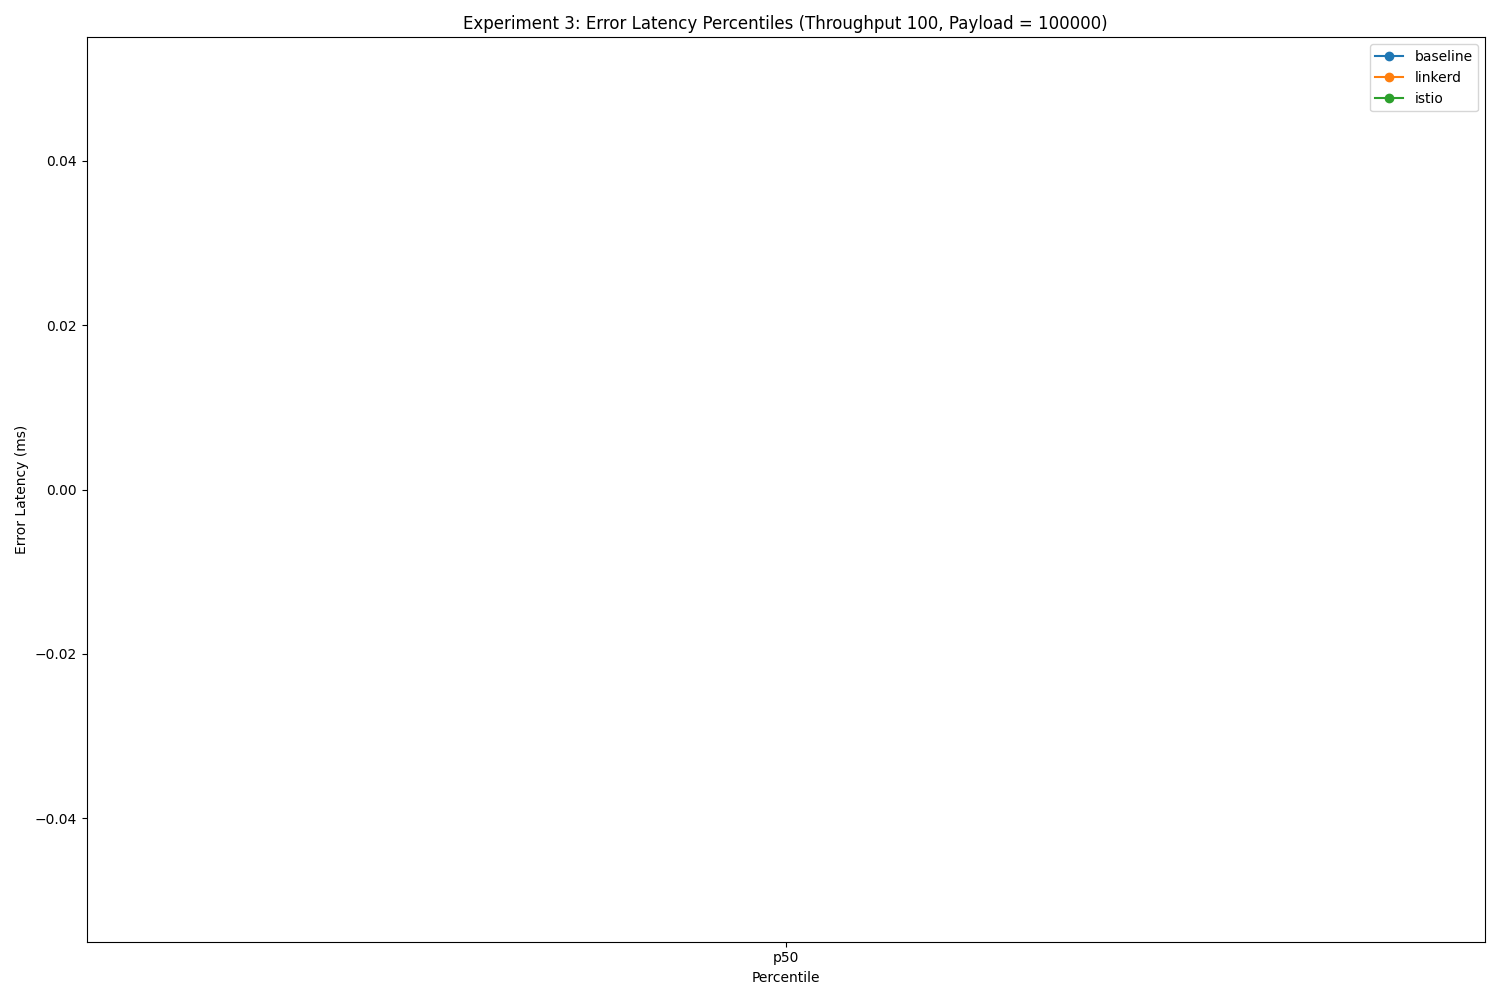 Experiment 3: Error Latency Percentiles (Throughput 100, Payload = 100000)
baseline
linkerd
istio
0.04
0.02
0.00
−0.02
−0.04
Error Latency (ms)
p50
Percentile